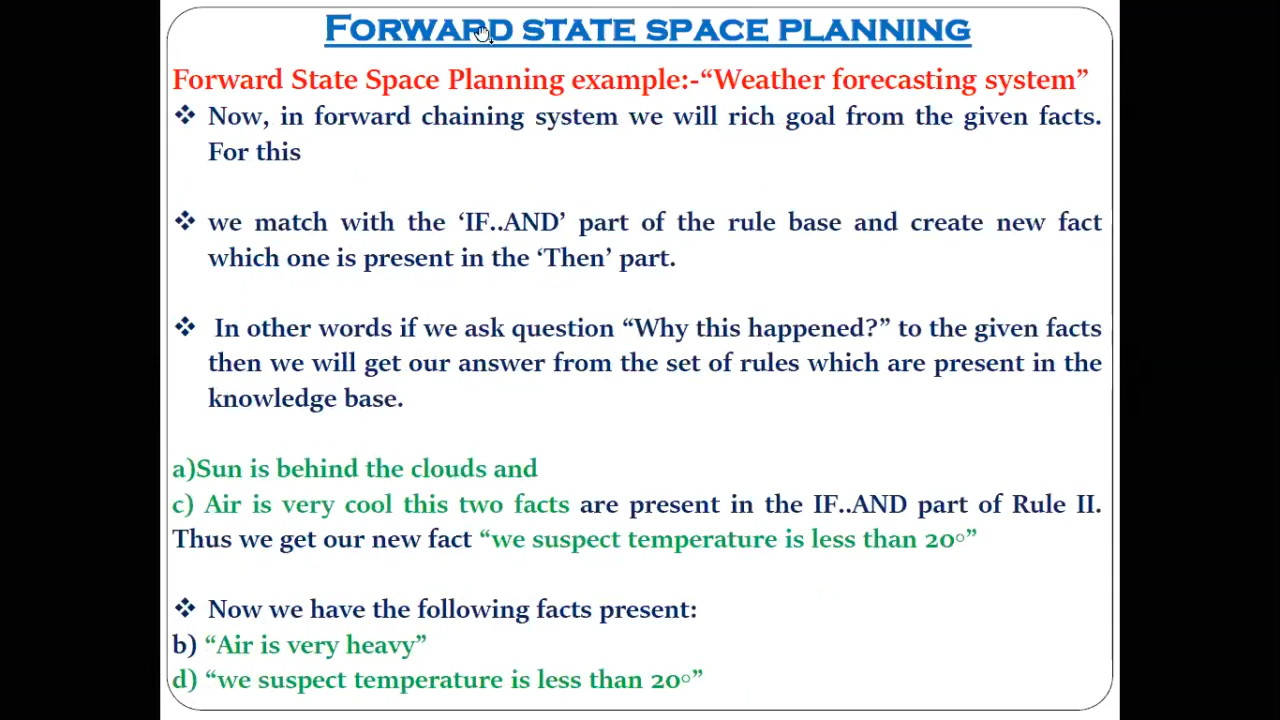 FORWARD STATE SPACE PLANNING
Forward State Space Planning example:-“Weather forecasting system”
❖ Now, in forward chaining system we will rich goal from the given facts.
For this
❖ we match with the ‘IF..AND’ part of the rule base and create new fact
which one is present in the ‘Then’ part.
❖ In other words if we ask question “Why this happened?” to the given facts
then we will get our answer from the set of rules which are present in the
knowledge base.
a)Sun is behind the clouds and
c) Air is very cool this two facts are present in the IF..AND part of Rule II.
Thus we get our new fact “we suspect temperature is less than 20°”
❖ Now we have the following facts present:
b) “Air is very heavy”
d) “we suspect temperature is less than 20°”